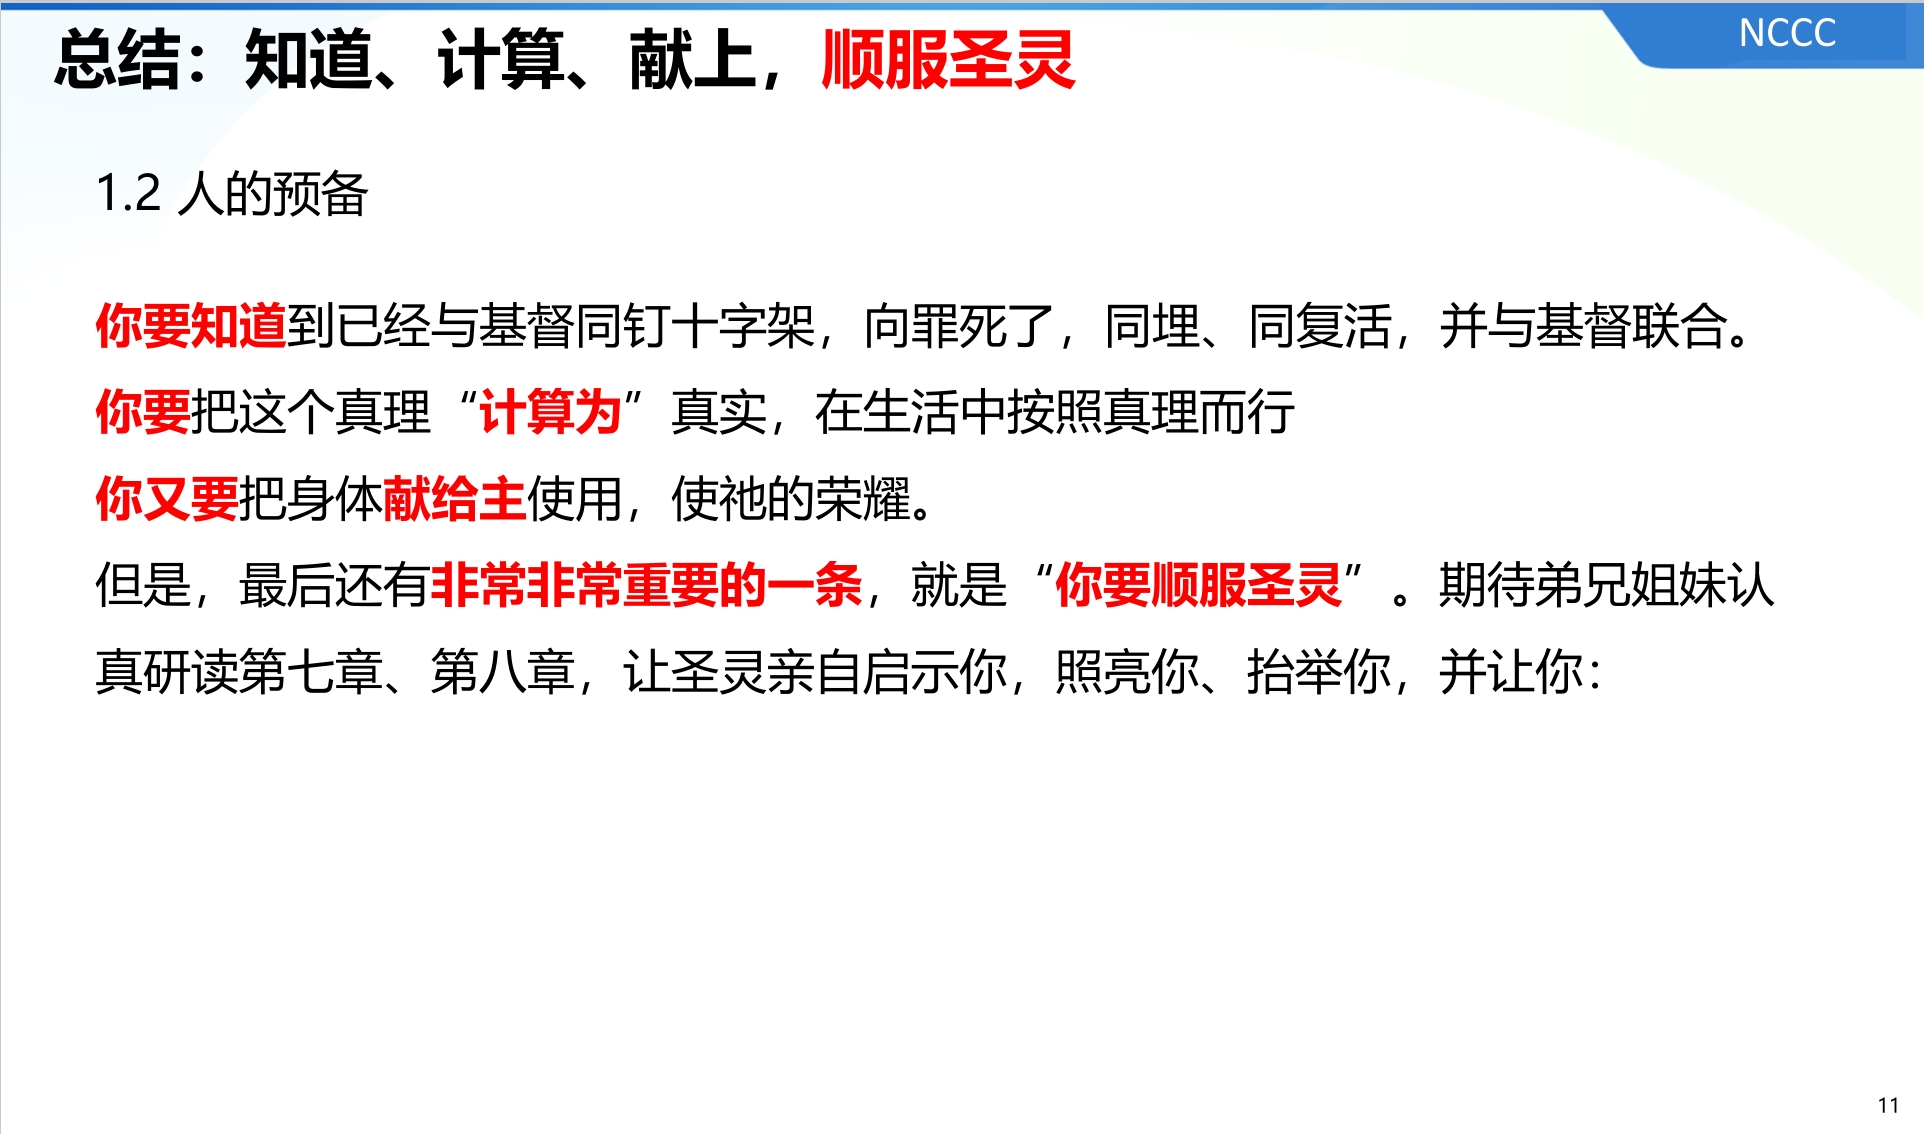 NCCC
总结：知道、计算、献上，顺服圣灵
1.2 人的预备
你要知道到已经与基督同钉十字架，向罪死了，同埋、同复活，并与基督联合。
你要把这个真理“计算为”真实，在生活中按照真理而行
你又要把身体献给主使用，使祂的荣耀。
但是，最后还有非常非常重要的一条，就是“你要顺服圣灵”。期待弟兄姐妹认
真研读第七章、第八章，让圣灵亲自启示你，照亮你、抬举你，并让你：
11